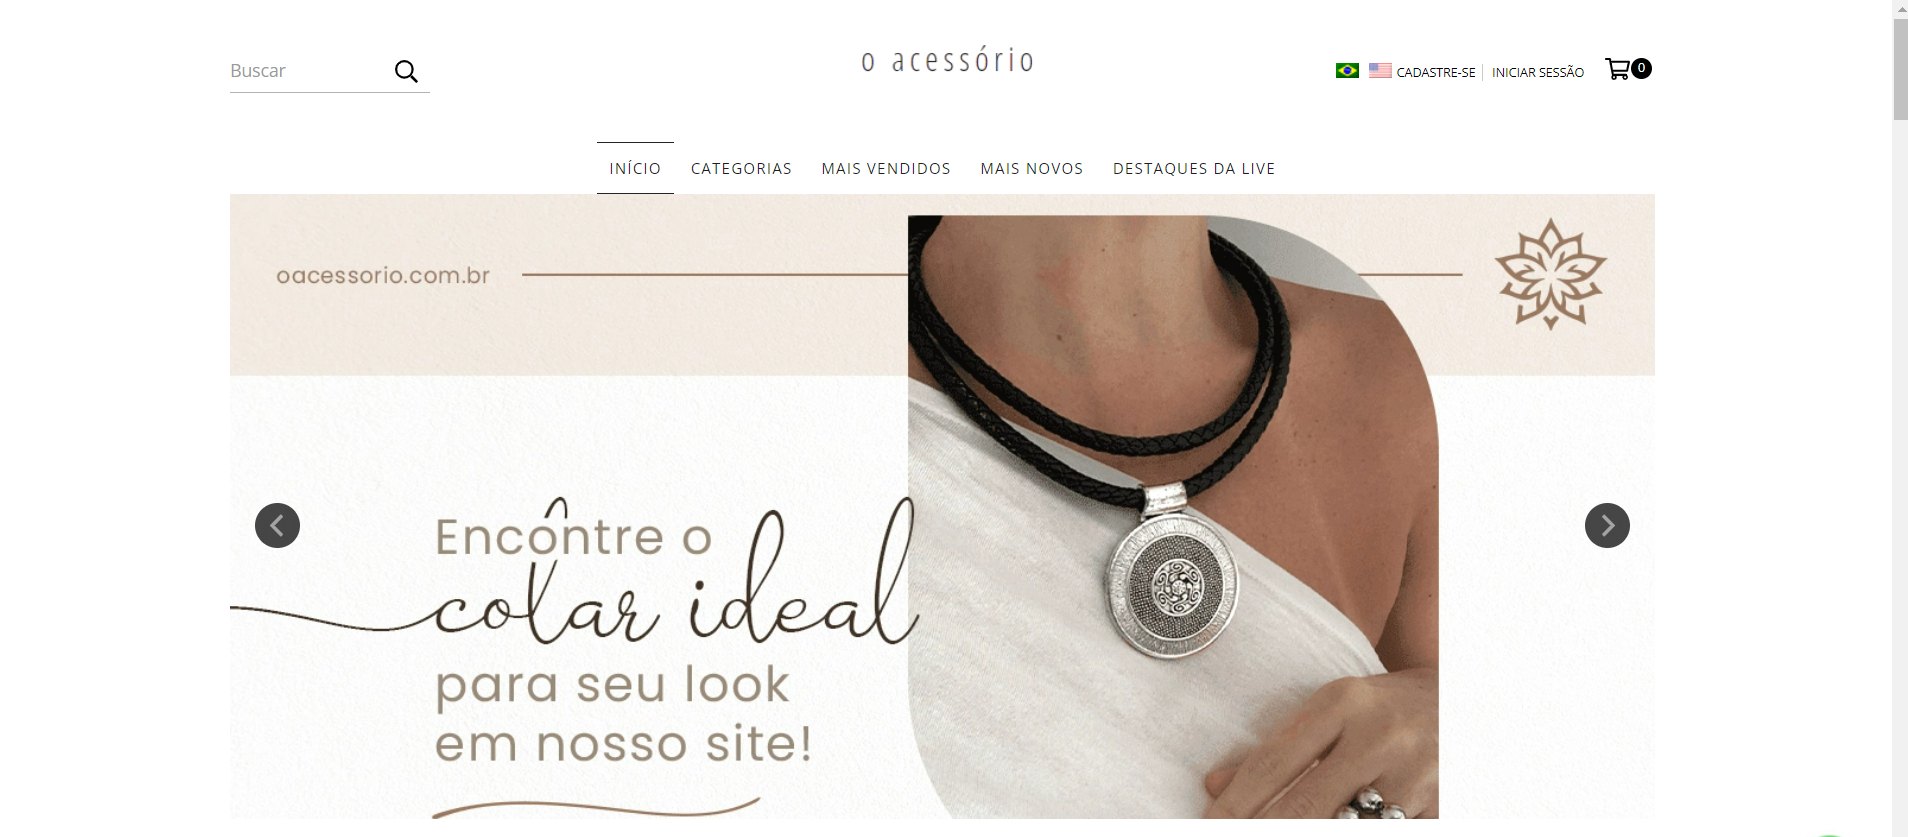 Buscar
o acessório
CADASTRE-SE
INICIAR SESSÃO
0
INÍCIO
CATEGORIAS
MAIS VENDIDOS
MAIS NOVOS
DESTAQUES DA LIVE
oacessorio.com.br
Encontre o
colar ideal
para seu look
em nosso site!